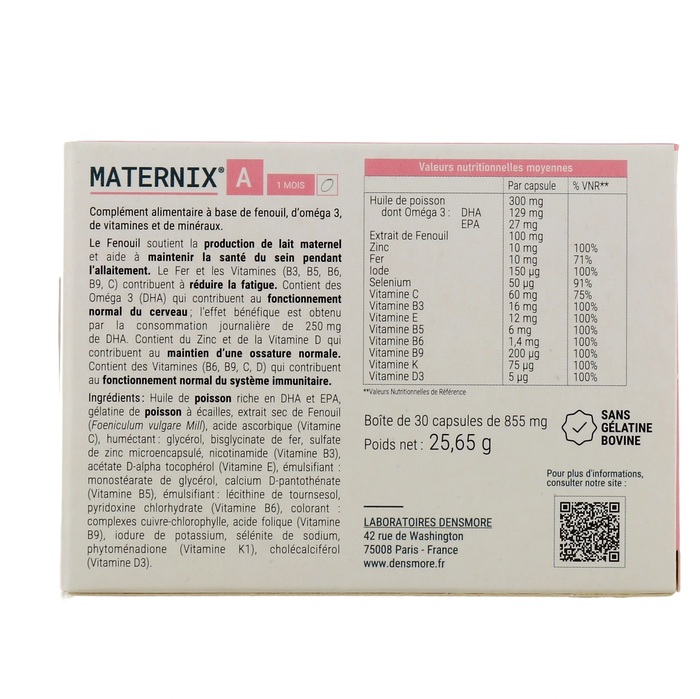 MATERNIX® A
1 MOIS
Complément alimentaire à base de fenouil, d'oméga 3,
de vitamines et de minéraux.
Le Fenouil soutient la production de lait maternel
et aide à maintenir la santé du sein pendant
l'allaitement. Le Fer et les Vitamines (B3, B5, B6,
B9, C) contribuent à réduire la fatigue. Contient des
Oméga 3 (DHA) qui contribuent au fonctionnement
normal du cerveau ; l'effet bénéfique est obtenu
par la consommation journalière de 250 mg
de DHA. Contient du Zinc et de la Vitamine D qui
contribuent au maintien d'une ossature normale.
Contient des Vitamines (B6, B9, C, D) qui contribuent
au fonctionnement normal du système immunitaire.
Ingrédients : Huile de poisson riche en DHA et EPA,
gélatine de poisson à écailles, extrait sec de Fenouil
(Foeniculum vulgare Mill), acide ascorbique (Vitamine
C), huméctant : glycérol, bisglycinate de fer, sulfate
de zinc microencapsulé, nicotinamide (Vitamine B3),
acétate D-alpha tocophérol (Vitamine E), émulsifiant :
monostéarate de glycérol, calcium D-pantothénate
(Vitamine B5), émulsifiant : lécithine de tournesol,
pyridoxine chlorhydrate (Vitamine B6), colorant :
complexes cuivre-chlorophylle, acide folique (Vitamine
B9), iodure de potassium, sélénite de sodium,
phytoménadione (Vitamine K1), cholécalciférol
(Vitamine D3).
Valeurs nutritionnelles moyennes
Par capsule % VNR**
Huile de poisson 300 mg
dont Oméga 3 : DHA 129 mg
EPA 27 mg
Extrait de Fenouil 100 mg
Zinc 10 mg 100%
Fer 10 mg 71%
Iode 150 µg 100%
Selenium 50 µg 91%
Vitamine C 60 mg 75%
Vitamine B3 16 mg 100%
Vitamine E 12 mg 100%
Vitamine B5 6 mg 100%
Vitamine B6 1,4 mg 100%
Vitamine B9 200 µg 100%
Vitamine K 75 µg 100%
Vitamine D3 5 µg 100%
**Valeurs Nutritionnelles de Référence
Boîte de 30 capsules de 855 mg
Poids net : 25,65 g
SANS
GÉLATINE
BOVINE
Pour plus d'informations,
consulter notre site :
LABORATOIRES DENSMORE
42 rue de Washington
75008 Paris - France
www.densmore.fr